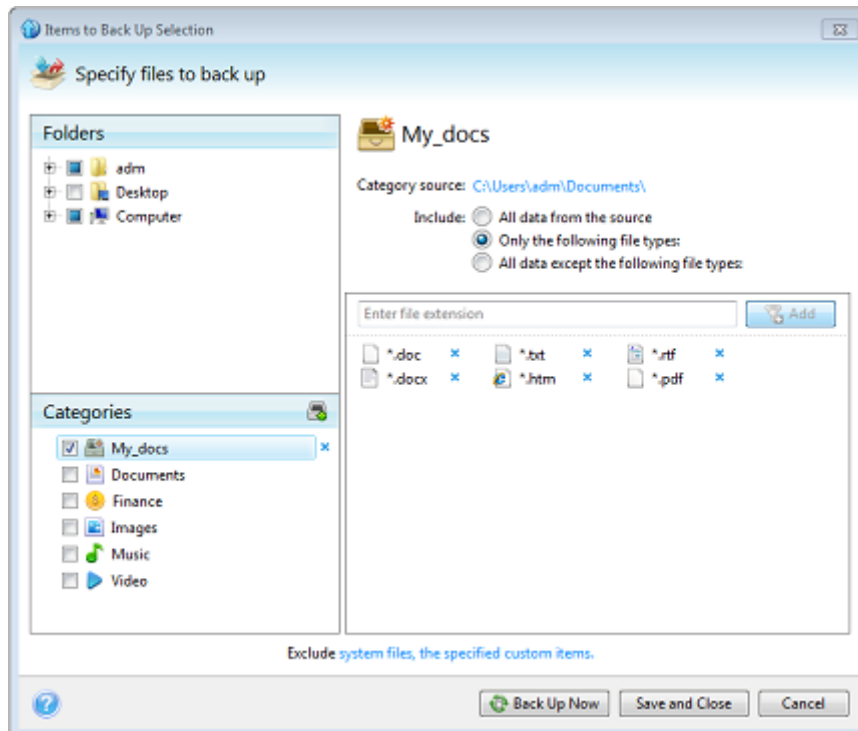 Items to Back Up Selection
Specify files to back up
Folders
adm
Desktop
Computer
Categories
My_docs
Documents
Finance
Images
Music
Video
My_docs
Category source: C:\Users\adm\Documents\
Include: All data from the source
Only the following file types:
All data except the following file types:
Enter file extension Add
*.doc *.txt *.rtf
*.docx *.htm *.pdf
Exclude system files, the specified custom items.
Back Up Now Save and Close Cancel